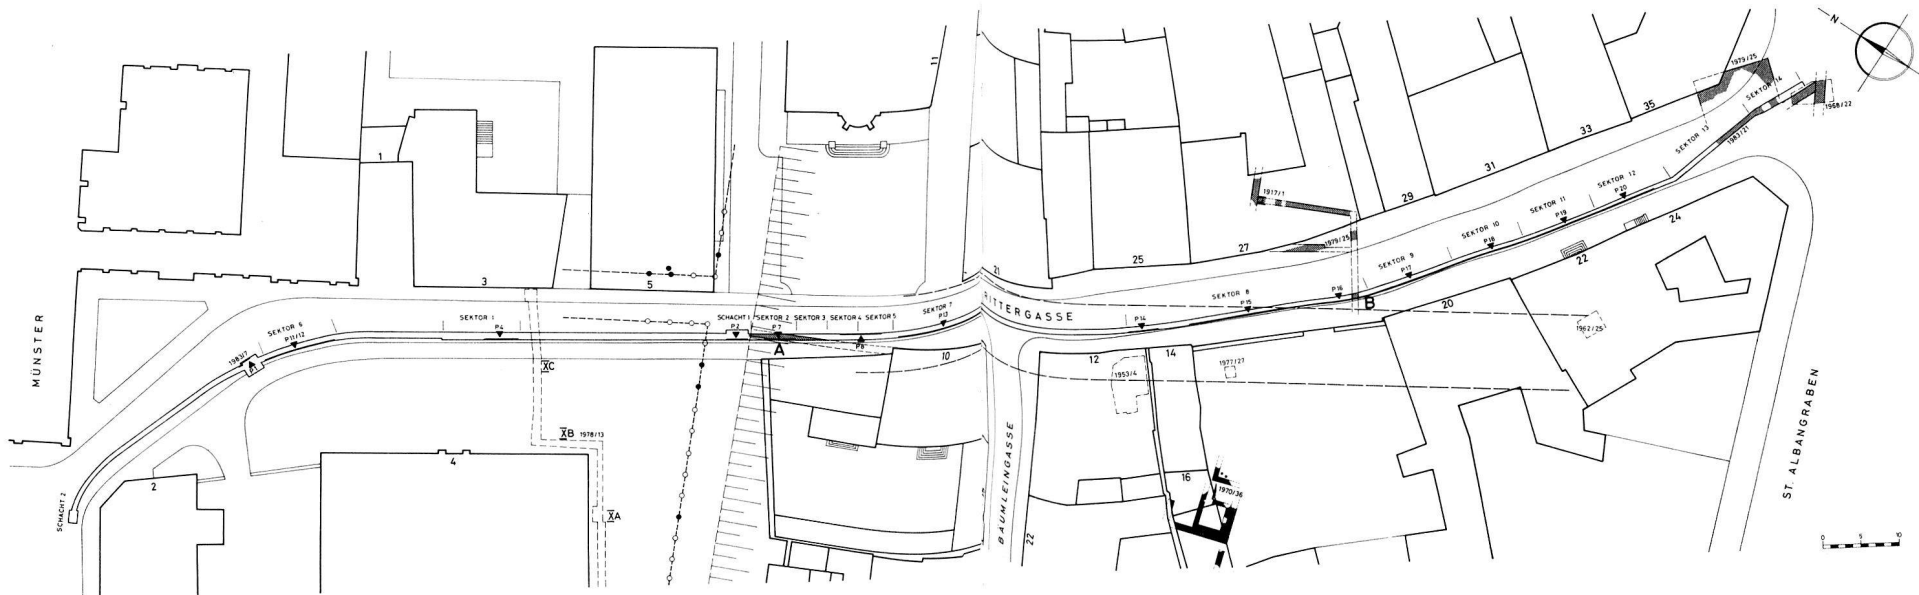 N
1979/25
SEKTOR 14
1968/22
11
35
33
31
29
27
25
21
SEKTOR 13
1983/21
SEKTOR 12
P20
SEKTOR 11
P19
SEKTOR 10
P18
SEKTOR 9
P17
24
22
20
1917/1
1979/25
1
3
5
RITTERGASSE
SEKTOR 8
P15
P16
B
P14
SEKTOR 7
P13
SCHACHT 1
P2
SEKTOR 2
P7
SEKTOR 3
SEKTOR 4
P8
SEKTOR 5
A
SEKTOR 1
P4
SEKTOR 6
P11/12
1983/7
MÜNSTER
XC
XB 1978/13
XA
10
12
14
16
1953/4
1977/27
1962/25
1970/36
2
4
SCHACHT 2
BÄUMLEINGASSE
22
ST. ALBANGRABEN
0 5 10